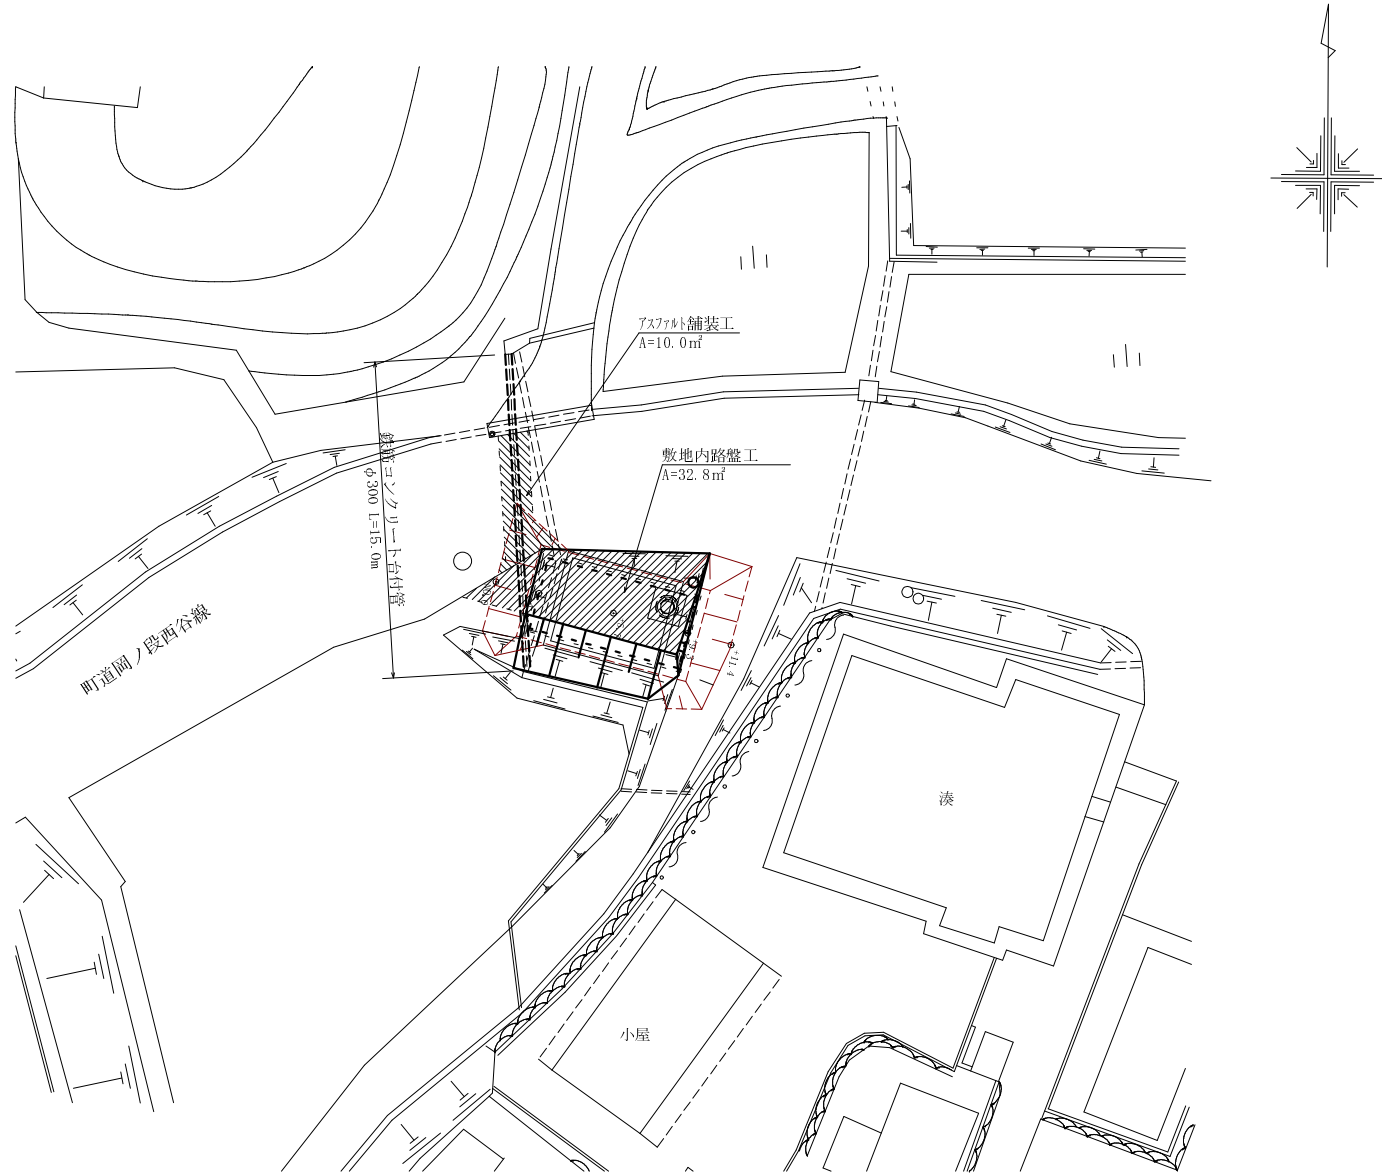 アスファルト舗装工
A=10.0㎡
敷地内路盤工
A=32.8㎡
鉄筋コンクリート台付管
φ300 L=15.0m
町道岡ノ段西谷線
+11.4
湊
小屋